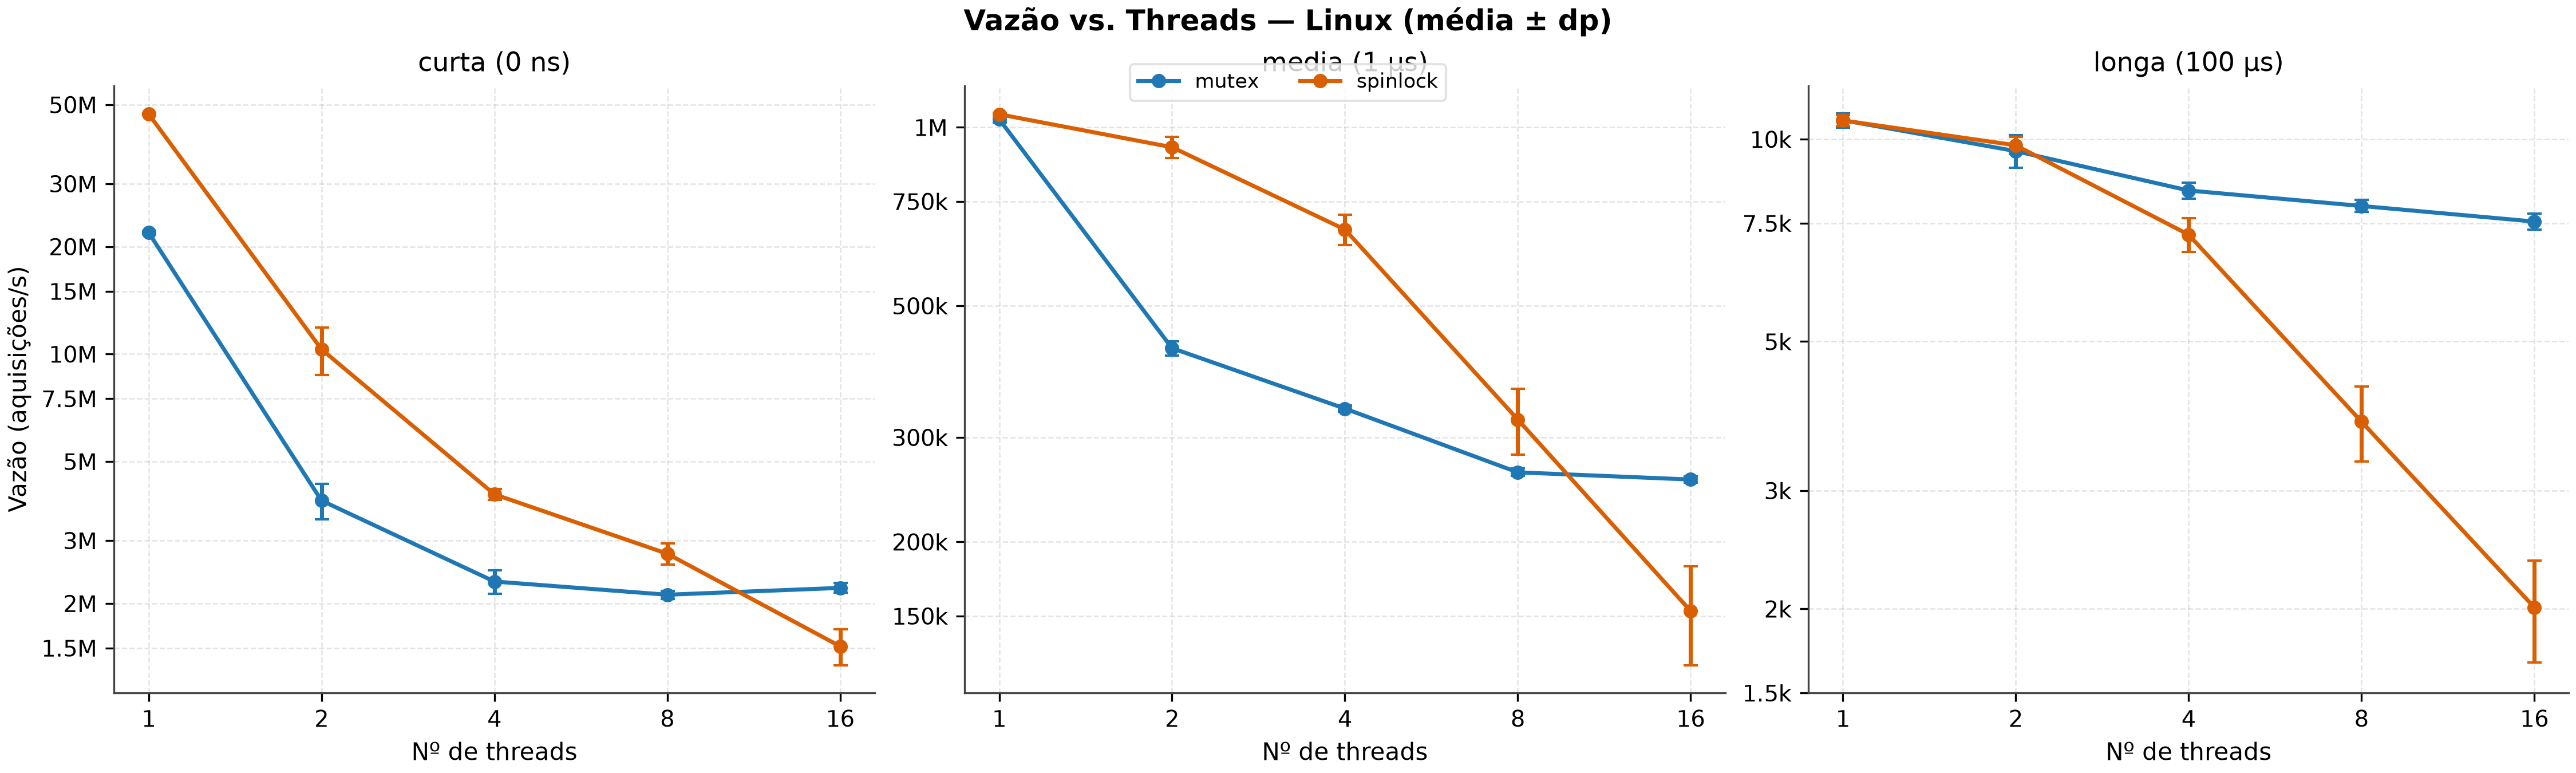 Vazão vs. Threads — Linux (média ± dp)
curta (0 ns)
media (1 µs)
longa (100 µs)
mutex
spinlock
Vazão (aquisições/s)
50M
30M
20M
15M
10M
7.5M
5M
3M
2M
1.5M
1 2 4 8 16
Nº de threads
1M
750k
500k
300k
200k
150k
1 2 4 8 16
Nº de threads
10k
7.5k
5k
3k
2k
1.5k
1 2 4 8 16
Nº de threads